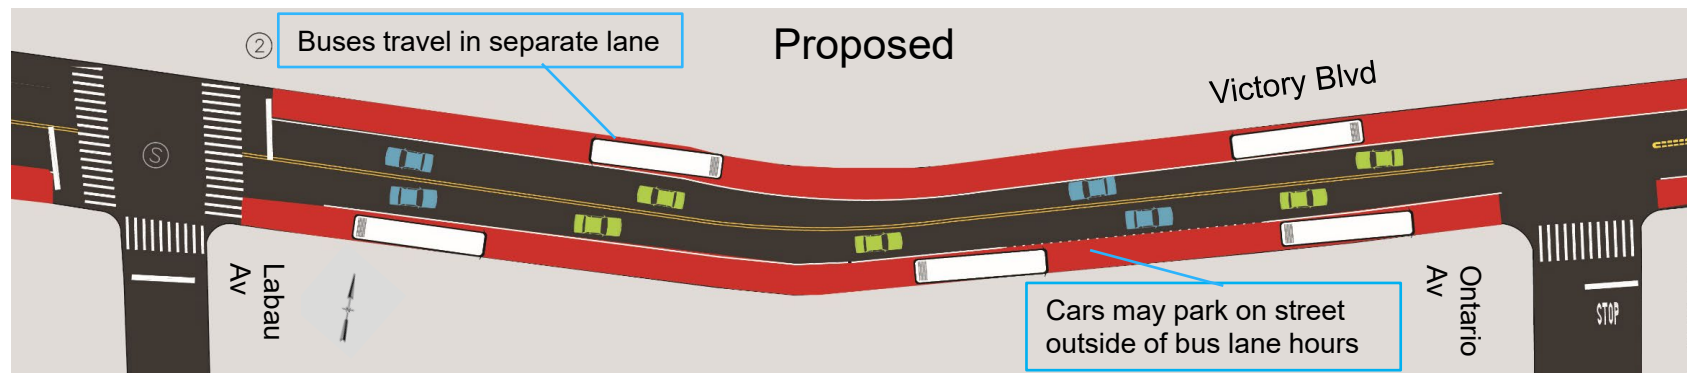 Proposed
② Buses travel in separate lane
Victory Blvd
Ⓢ
Labau
Av
Cars may park on street
outside of bus lane hours
Ontario
Av
STOP